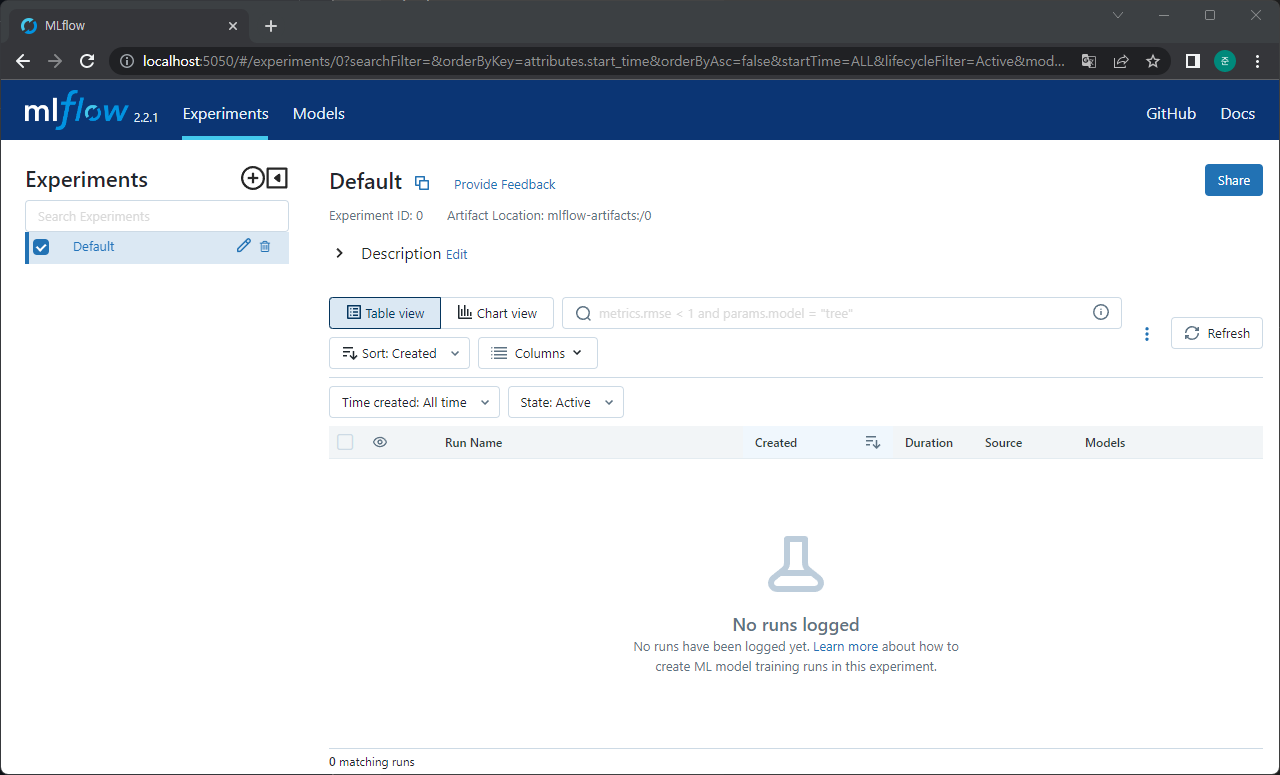 MLflow
localhost:5050/#/experiments/0?searchFilter=&orderByKey=attributes.start_time&orderByAsc=false&startTime=ALL&lifecycleFilter=Active&mod...
준
mlflow 2.2.1 Experiments Models GitHub Docs
Experiments
Search Experiments
Default
Default Provide Feedback Share
Experiment ID: 0 Artifact Location: mlflow-artifacts:/0
Description Edit
Table view Chart view metrics.rmse < 1 and params.model = "tree"
Refresh
Sort: Created Columns
Time created: All time State: Active
Run Name Created Duration Source Models
No runs logged
No runs have been logged yet. Learn more about how to
create ML model training runs in this experiment.
0 matching runs